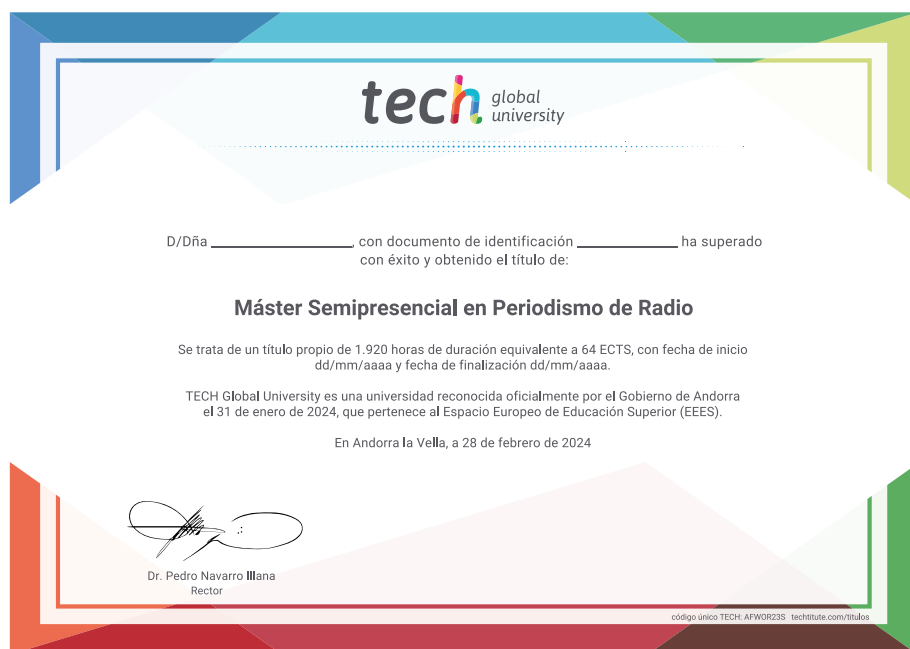 tech global university
D/Dña ________________, con documento de identificación ____________ ha superado
con éxito y obtenido el título de:
Máster Semipresencial en Periodismo de Radio
Se trata de un título propio de 1.920 horas de duración equivalente a 64 ECTS, con fecha de inicio
dd/mm/aaaa y fecha de finalización dd/mm/aaaa.
TECH Global University es una universidad reconocida oficialmente por el Gobierno de Andorra
el 31 de enero de 2024, que pertenece al Espacio Europeo de Educación Superior (EEES).
En Andorra la Vella, a 28 de febrero de 2024
Dr. Pedro Navarro Illana
Rector
código único TECH: AFWOR23S techtitute.com/titulos